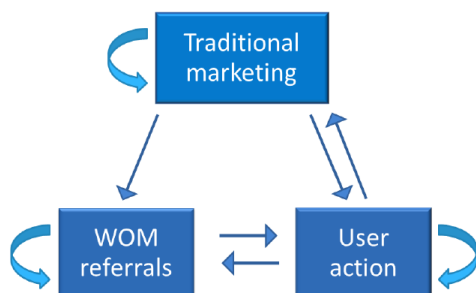 Traditional
marketing
WOM
referrals
User
action